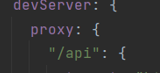 devServer: {
proxy: {
"/api": {